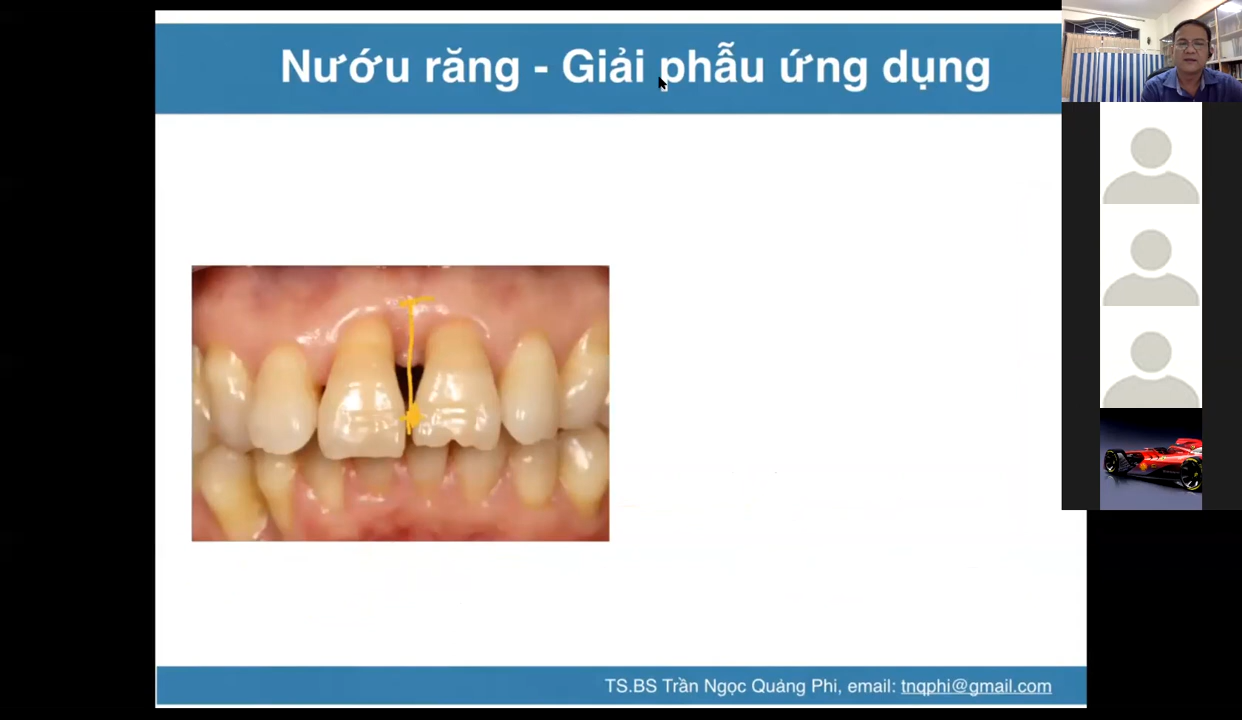 Nướu răng - Giải phẫu ứng dụng
TS.BS Trần Ngọc Quảng Phi, email: tnqphi@gmail.com